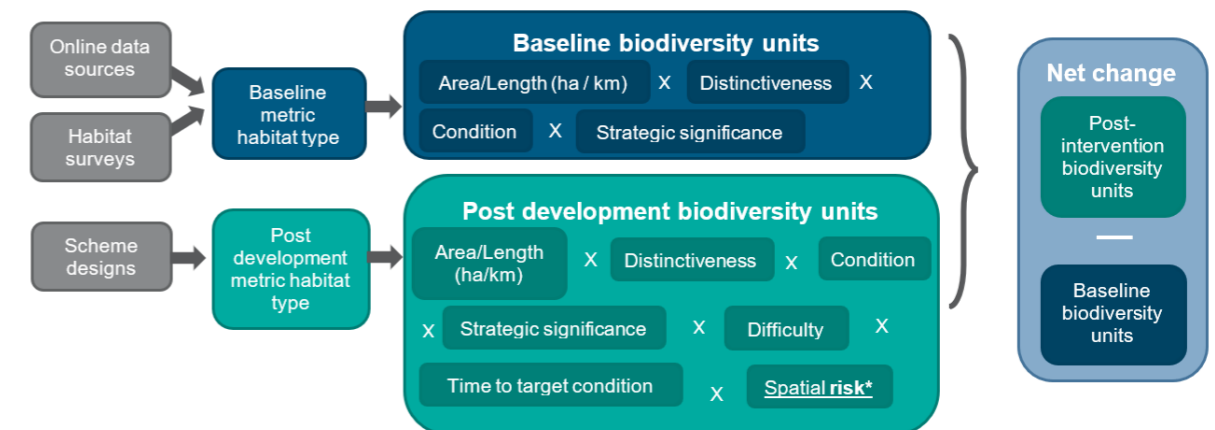 Online data
sources
Habitat
surveys
Baseline
metric
habitat type
Baseline biodiversity units
Area/Length (ha / km) X Distinctiveness X
Condition X Strategic significance
Scheme
designs
Post
development
metric habitat
type
Post development biodiversity units
Area/Length
(ha/km) X Distinctiveness X Condition
X Strategic significance X Difficulty X
Time to target condition X Spatial risk*
Net change
Post-
intervention
biodiversity
units
—
Baseline
biodiversity
units